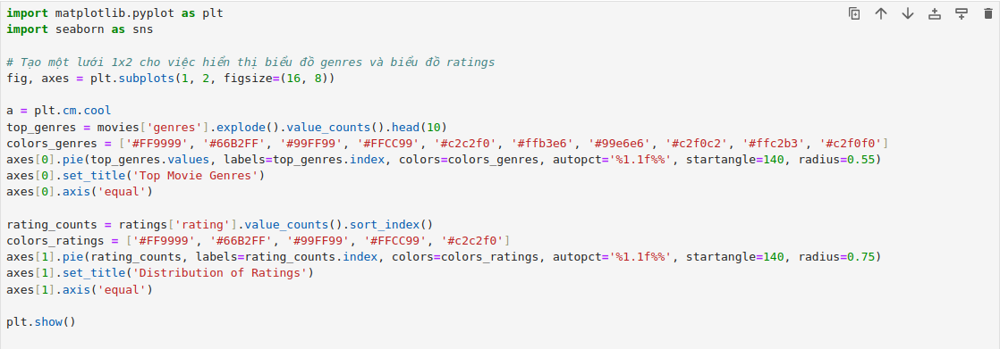 import matplotlib.pyplot as plt
import seaborn as sns
# Tạo một lưới 1x2 cho việc hiển thị biểu đồ genres và biểu đồ ratings
fig, axes = plt.subplots(1, 2, figsize=(16, 8))
a = plt.cm.cool
top_genres = movies['genres'].explode().value_counts().head(10)
colors_genres = ['#FF9999', '#66B2FF', '#99FF99', '#FFCC99', '#c2c2f0', '#ffb3e6', '#99e6e6', '#c2f0c2', '#ffc2b3', '#c2f0f0']
axes[0].pie(top_genres.values, labels=top_genres.index, colors=colors_genres, autopct='%1.1f%%', startangle=140, radius=0.55)
axes[0].set_title('Top Movie Genres')
axes[0].axis('equal')
rating_counts = ratings['rating'].value_counts().sort_index()
colors_ratings = ['#FF9999', '#66B2FF', '#99FF99', '#FFCC99', '#c2c2f0']
axes[1].pie(rating_counts, labels=rating_counts.index, colors=colors_ratings, autopct='%1.1f%%', startangle=140, radius=0.75)
axes[1].set_title('Distribution of Ratings')
axes[1].axis('equal')
plt.show()